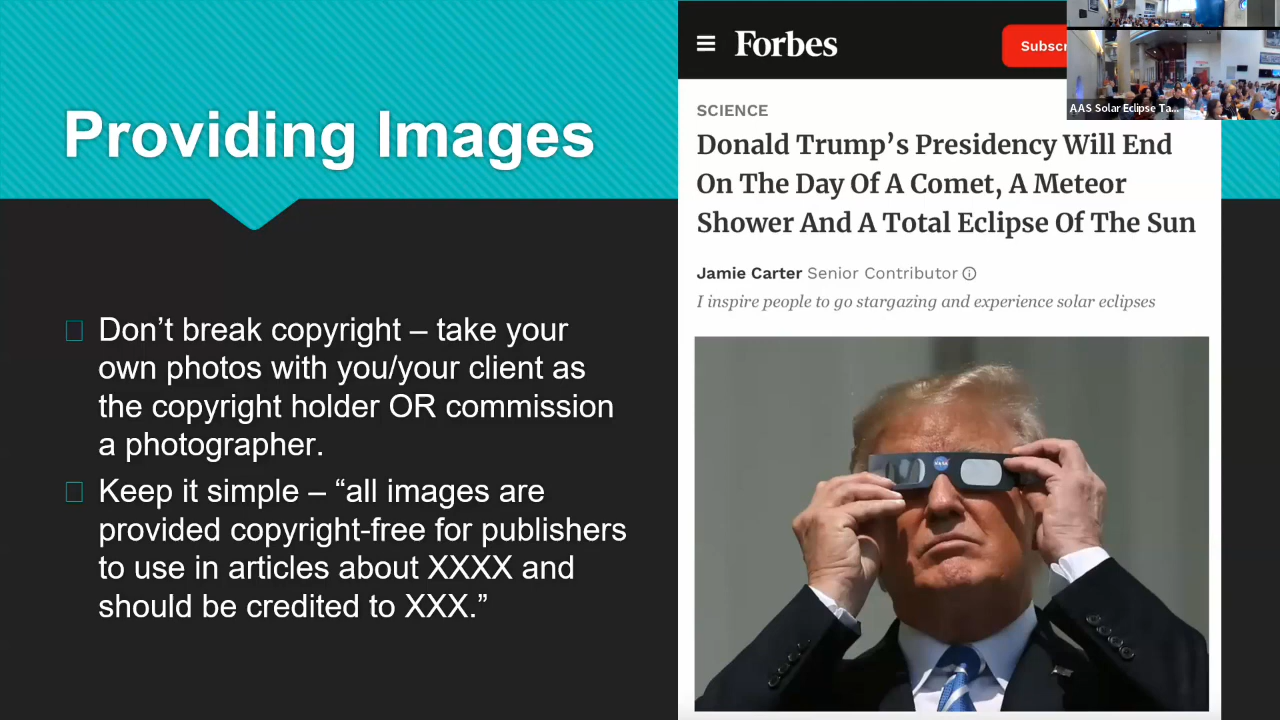 Providing Images
Don’t break copyright – take your
own photos with you/your client as
the copyright holder OR commission
a photographer.
Keep it simple – “all images are
provided copyright-free for publishers
to use in articles about XXXX and
should be credited to XXX.”
Forbes
Subscr
SCIENCE
Donald Trump’s Presidency Will End
On The Day Of A Comet, A Meteor
Shower And A Total Eclipse Of The Sun
Jamie Carter Senior Contributor
I inspire people to go stargazing and experience solar eclipses
NASA
AAS Solar Eclipse Ta...